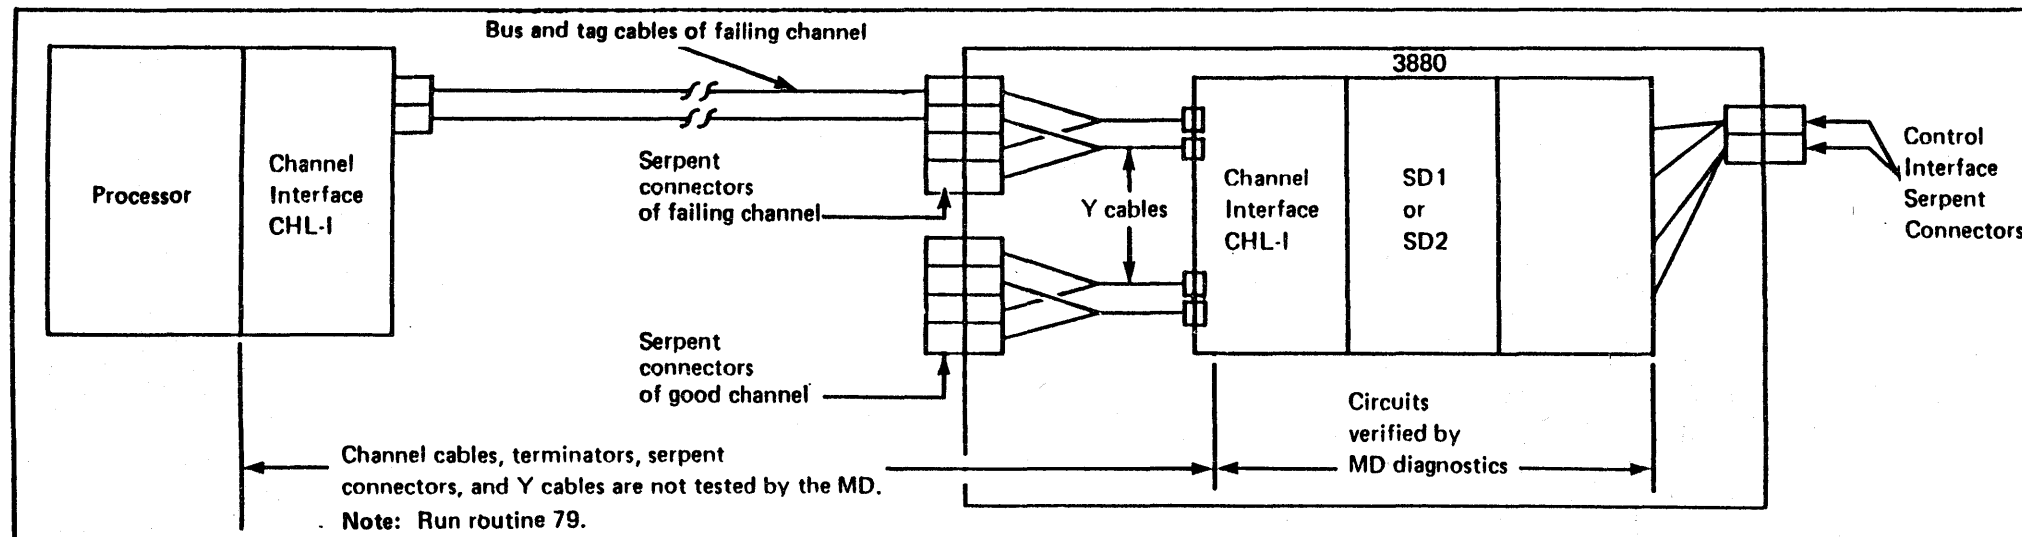 Bus and tag cables of failing channel
3880
Processor
Channel
Interface
CHL-I
Serpent
connectors
of failing channel
Y cables
Channel
Interface
CHL-I
SD1
or
SD2
Control
Interface
Serpent
Connectors
Serpent
connectors
of good channel
Circuits
verified by
MD diagnostics
Channel cables, terminators, serpent
connectors, and Y cables are not tested by the MD.
Note: Run routine 79.